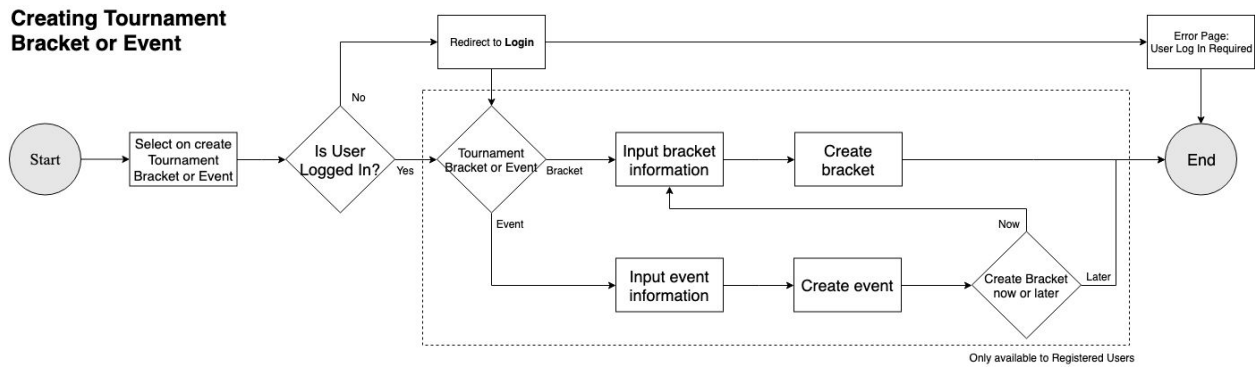 Creating Tournament
Bracket or Event
Redirect to Login
Error Page:
User Log In Required
No
Start
Select on create
Tournament
Bracket or Event
Is User
Logged In?
Yes
Tournament
Bracket or Event
Bracket
Input bracket
information
Create
bracket
End
Event
Now
Input event
information
Create event
Create Bracket
now or later
Later
Only available to Registered Users